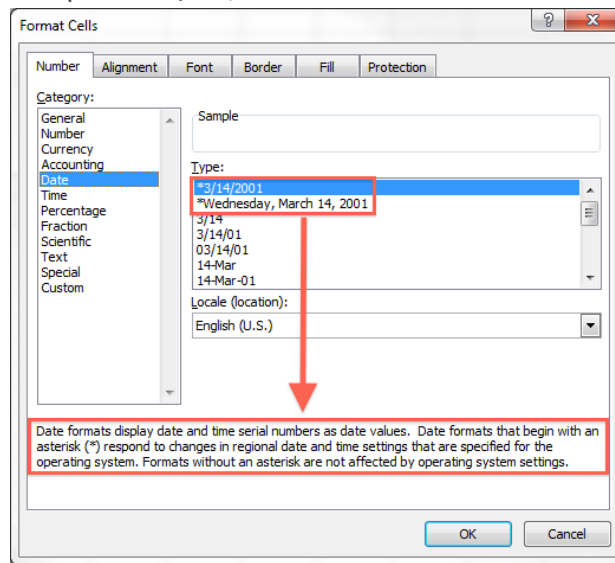 Format Cells
Number Alignment Font Border Fill Protection
Category:
General
Number
Currency
Accounting
Date
Time
Percentage
Fraction
Scientific
Text
Special
Custom
Sample
Type:
*3/14/2001
*Wednesday, March 14, 2001
3/14
3/14/01
03/14/01
14-Mar
14-Mar-01
Locale (location):
English (U.S.)
Date formats display date and time serial numbers as date values. Date formats that begin with an
asterisk (*) respond to changes in regional date and time settings that are specified for the
operating system. Formats without an asterisk are not affected by operating system settings.
OK Cancel